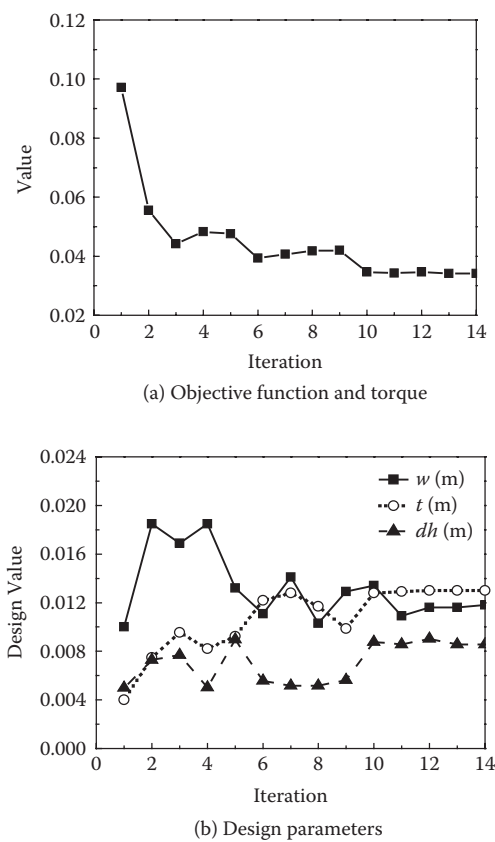 0.12
0.10
0.08
0.06
0.04
0.02
Value
0 2 4 6 8 10 12 14
Iteration
(a) Objective function and torque
0.024
0.020
0.016
0.012
0.008
0.004
0.000
Design Value
w (m)
t (m)
dh (m)
0 2 4 6 8 10 12 14
Iteration
(b) Design parameters